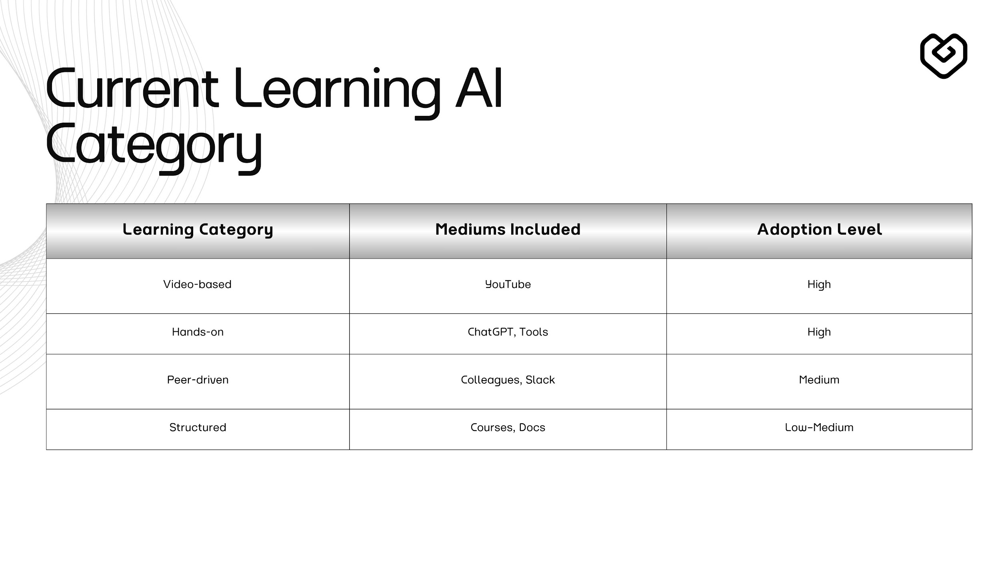 Current Learning AI
Category
Learning Category Mediums Included Adoption Level
Video-based YouTube High
Hands-on ChatGPT, Tools High
Peer-driven Colleagues, Slack Medium
Structured Courses, Docs Low–Medium